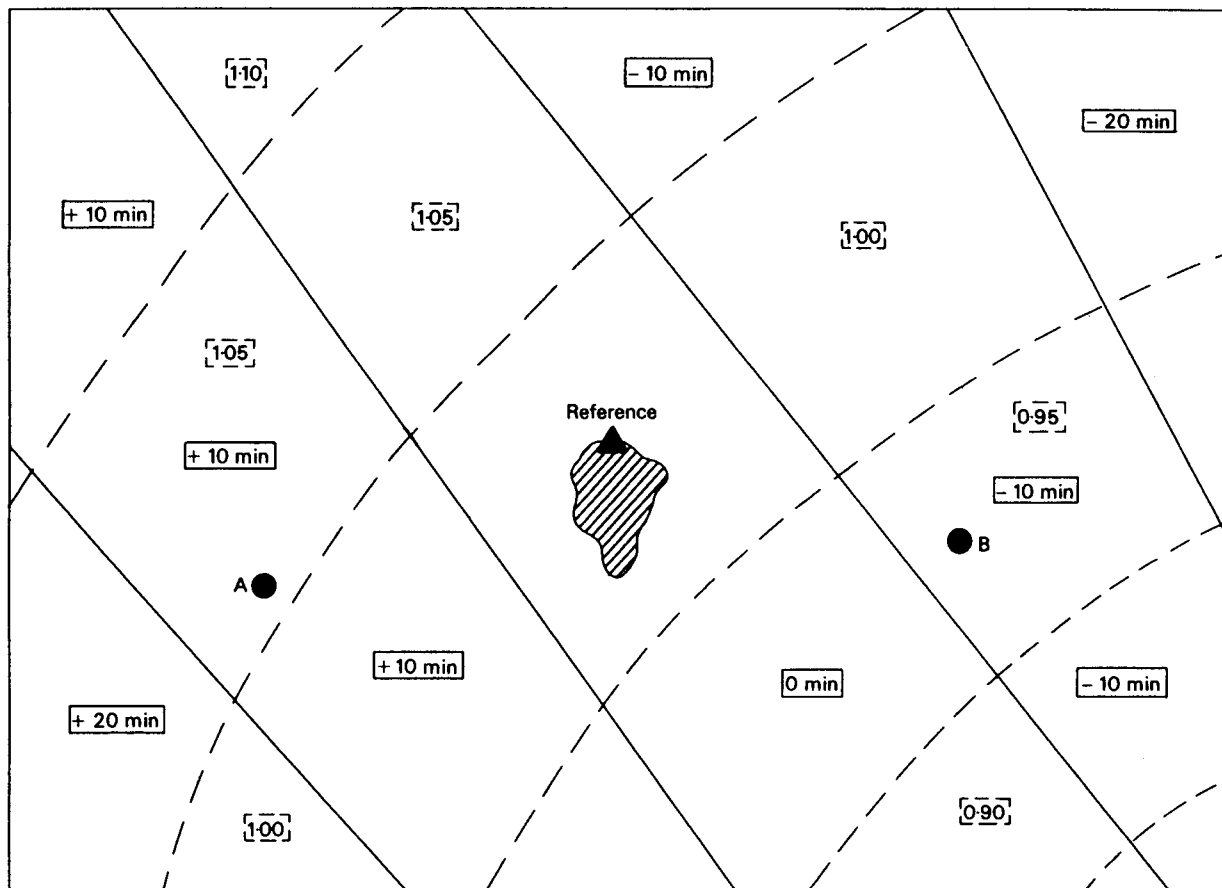 1·10
− 10 min
− 20 min
+ 10 min
1·05
1·00
1·05
Reference
0·95
+ 10 min
− 10 min
B
A
+ 10 min
0 min
− 10 min
+ 20 min
1·00
0·90